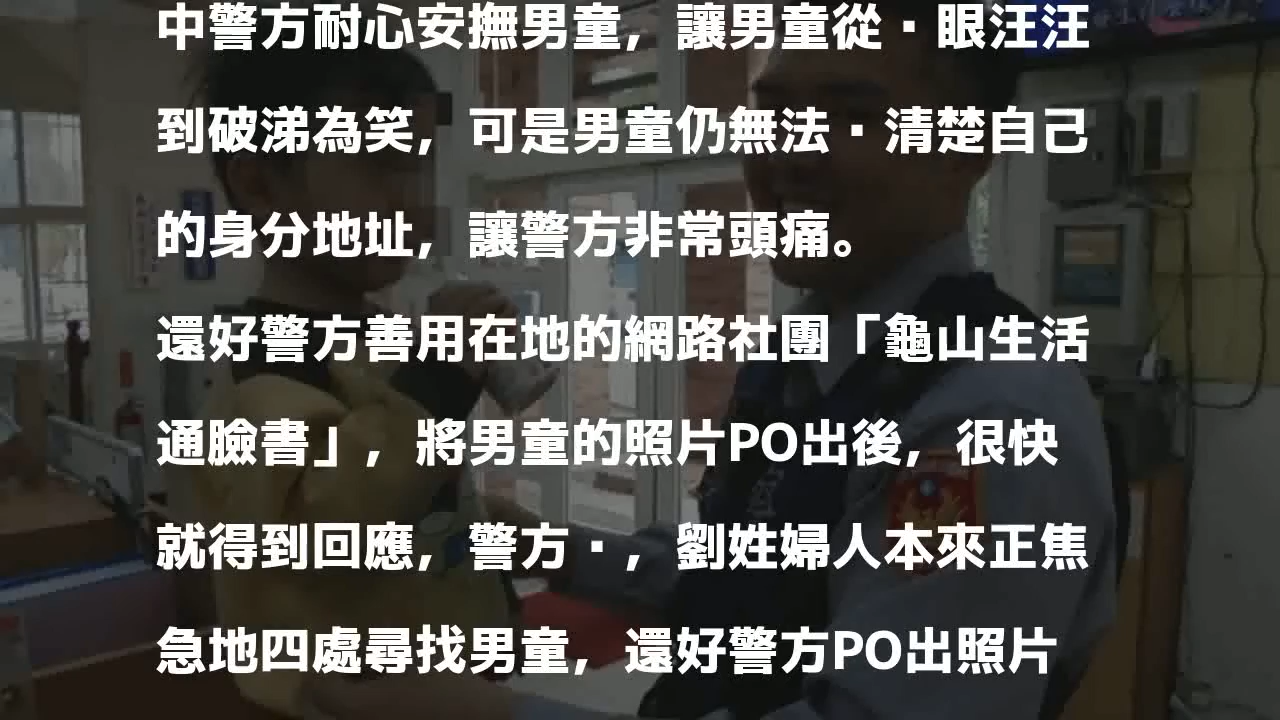 中警方耐心安撫男童，讓男童從▪眼汪汪
到破涕為笑，可是男童仍無法▪清楚自己
的身分地址，讓警方非常頭痛。
還好警方善用在地的網路社團「龜山生活
通臉書」，將男童的照片PO出後，很快
就得到回應，警方▪，劉姓婦人本來正焦
急地四處尋找男童，還好警方PO出照片